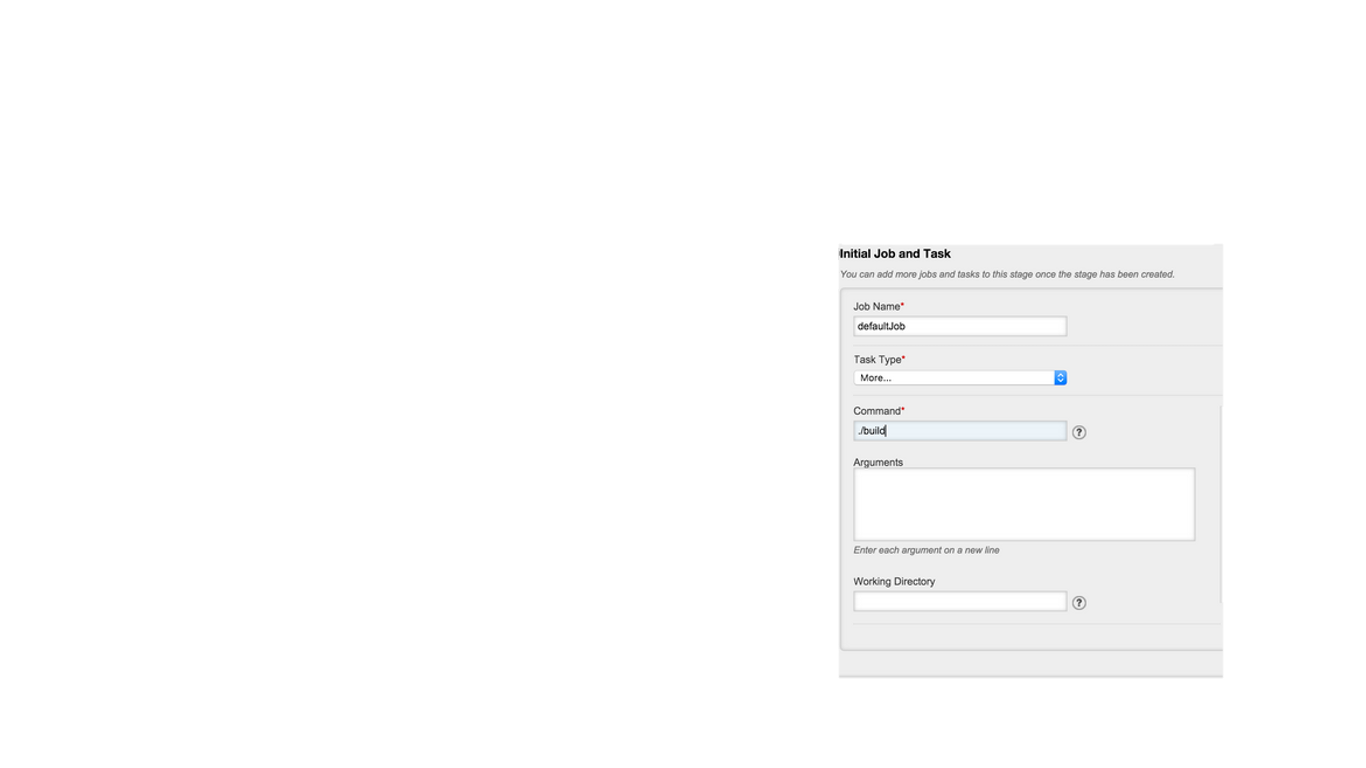 Initial Job and Task
You can add more jobs and tasks to this stage once the stage has been created.
Job Name*
defaultJob
Task Type*
More...
Command*
./build
?
Arguments
Enter each argument on a new line
Working Directory
?